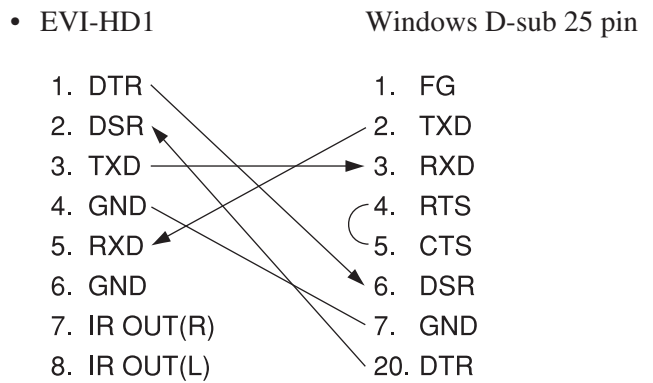 • EVI-HD1 Windows D-sub 25 pin
1. DTR 1. FG
2. DSR 2. TXD
3. TXD 3. RXD
4. GND 4. RTS
5. RXD 5. CTS
6. GND 6. DSR
7. IR OUT(R) 7. GND
8. IR OUT(L) 20. DTR